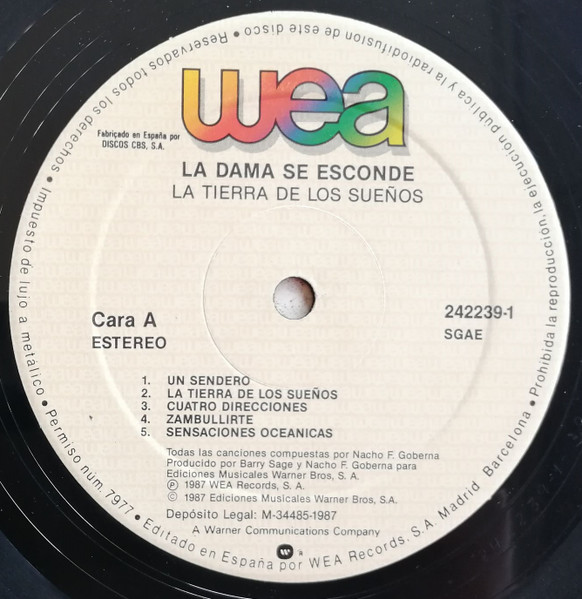 wea
Fabricado en España por
DISCOS CBS, S.A.
LA DAMA SE ESCONDE
LA TIERRA DE LOS SUEÑOS
Cara A
ESTEREO
242239-1
SGAE
1. UN SENDERO
2. LA TIERRA DE LOS SUEÑOS
3. CUATRO DIRECCIONES
4. ZAMBULLIRTE
5. SENSACIONES OCEANICAS
Todas las canciones compuestas por Nacho F. Goberna
Producido por Barry Sage y Nacho F. Goberna para
Ediciones Musicales Warner Bros, S. A.
Ⓟ 1987 WEA Records, S. A.
© 1987 Ediciones Musicales Warner Bros, S. A.
Depósito Legal: M-34485-1987
A Warner Communications Company
• Editado en España por WEA Records, S.A. Madrid Barcelona • Prohibida la reproducción, la ejecución pública y la radiodifusion de este disco • Reservados todos los derechos • Impuesto de lujo a metálico • Permiso núm. 7977